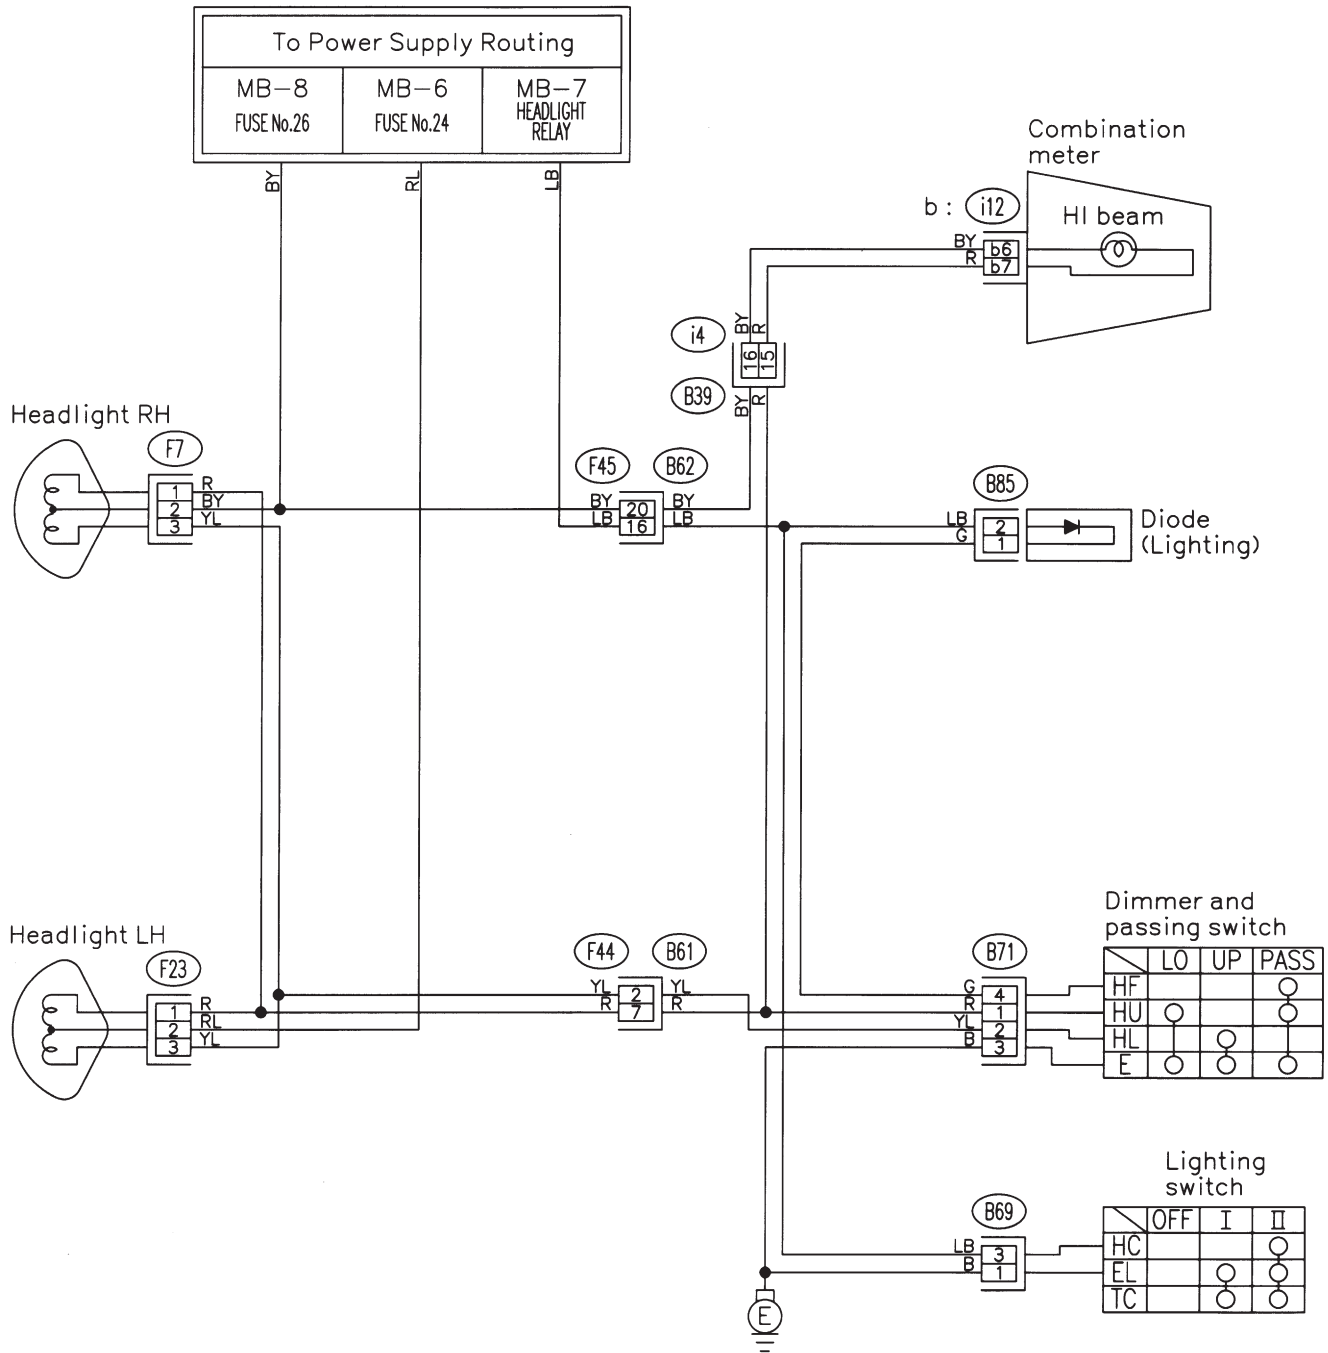 To Power Supply Routing
MB-8
FUSE No.26
MB-6
FUSE No.24
MB-7
HEADLIGHT
RELAY
BY
RL
LB
Combination
meter
b : i12
HI beam
BY
R
b6
b7
i4
BY
R
16
15
B39
BY
R
Headlight RH
F7
1
2
3
R
BY
YL
F45
B62
BY
LB
20
16
BY
LB
B85
LB
G
2
1
Diode
(Lighting)
Headlight LH
F23
1
2
3
R
RL
YL
F44
B61
YL
R
2
7
YL
R
B71
G
R
YL
B
4
1
2
3
Dimmer and
passing switch
LO UP PASS
HF
HU
HL
E
Lighting
switch
B69
LB
B
3
1
OFF I II
HC
EL
TC
E